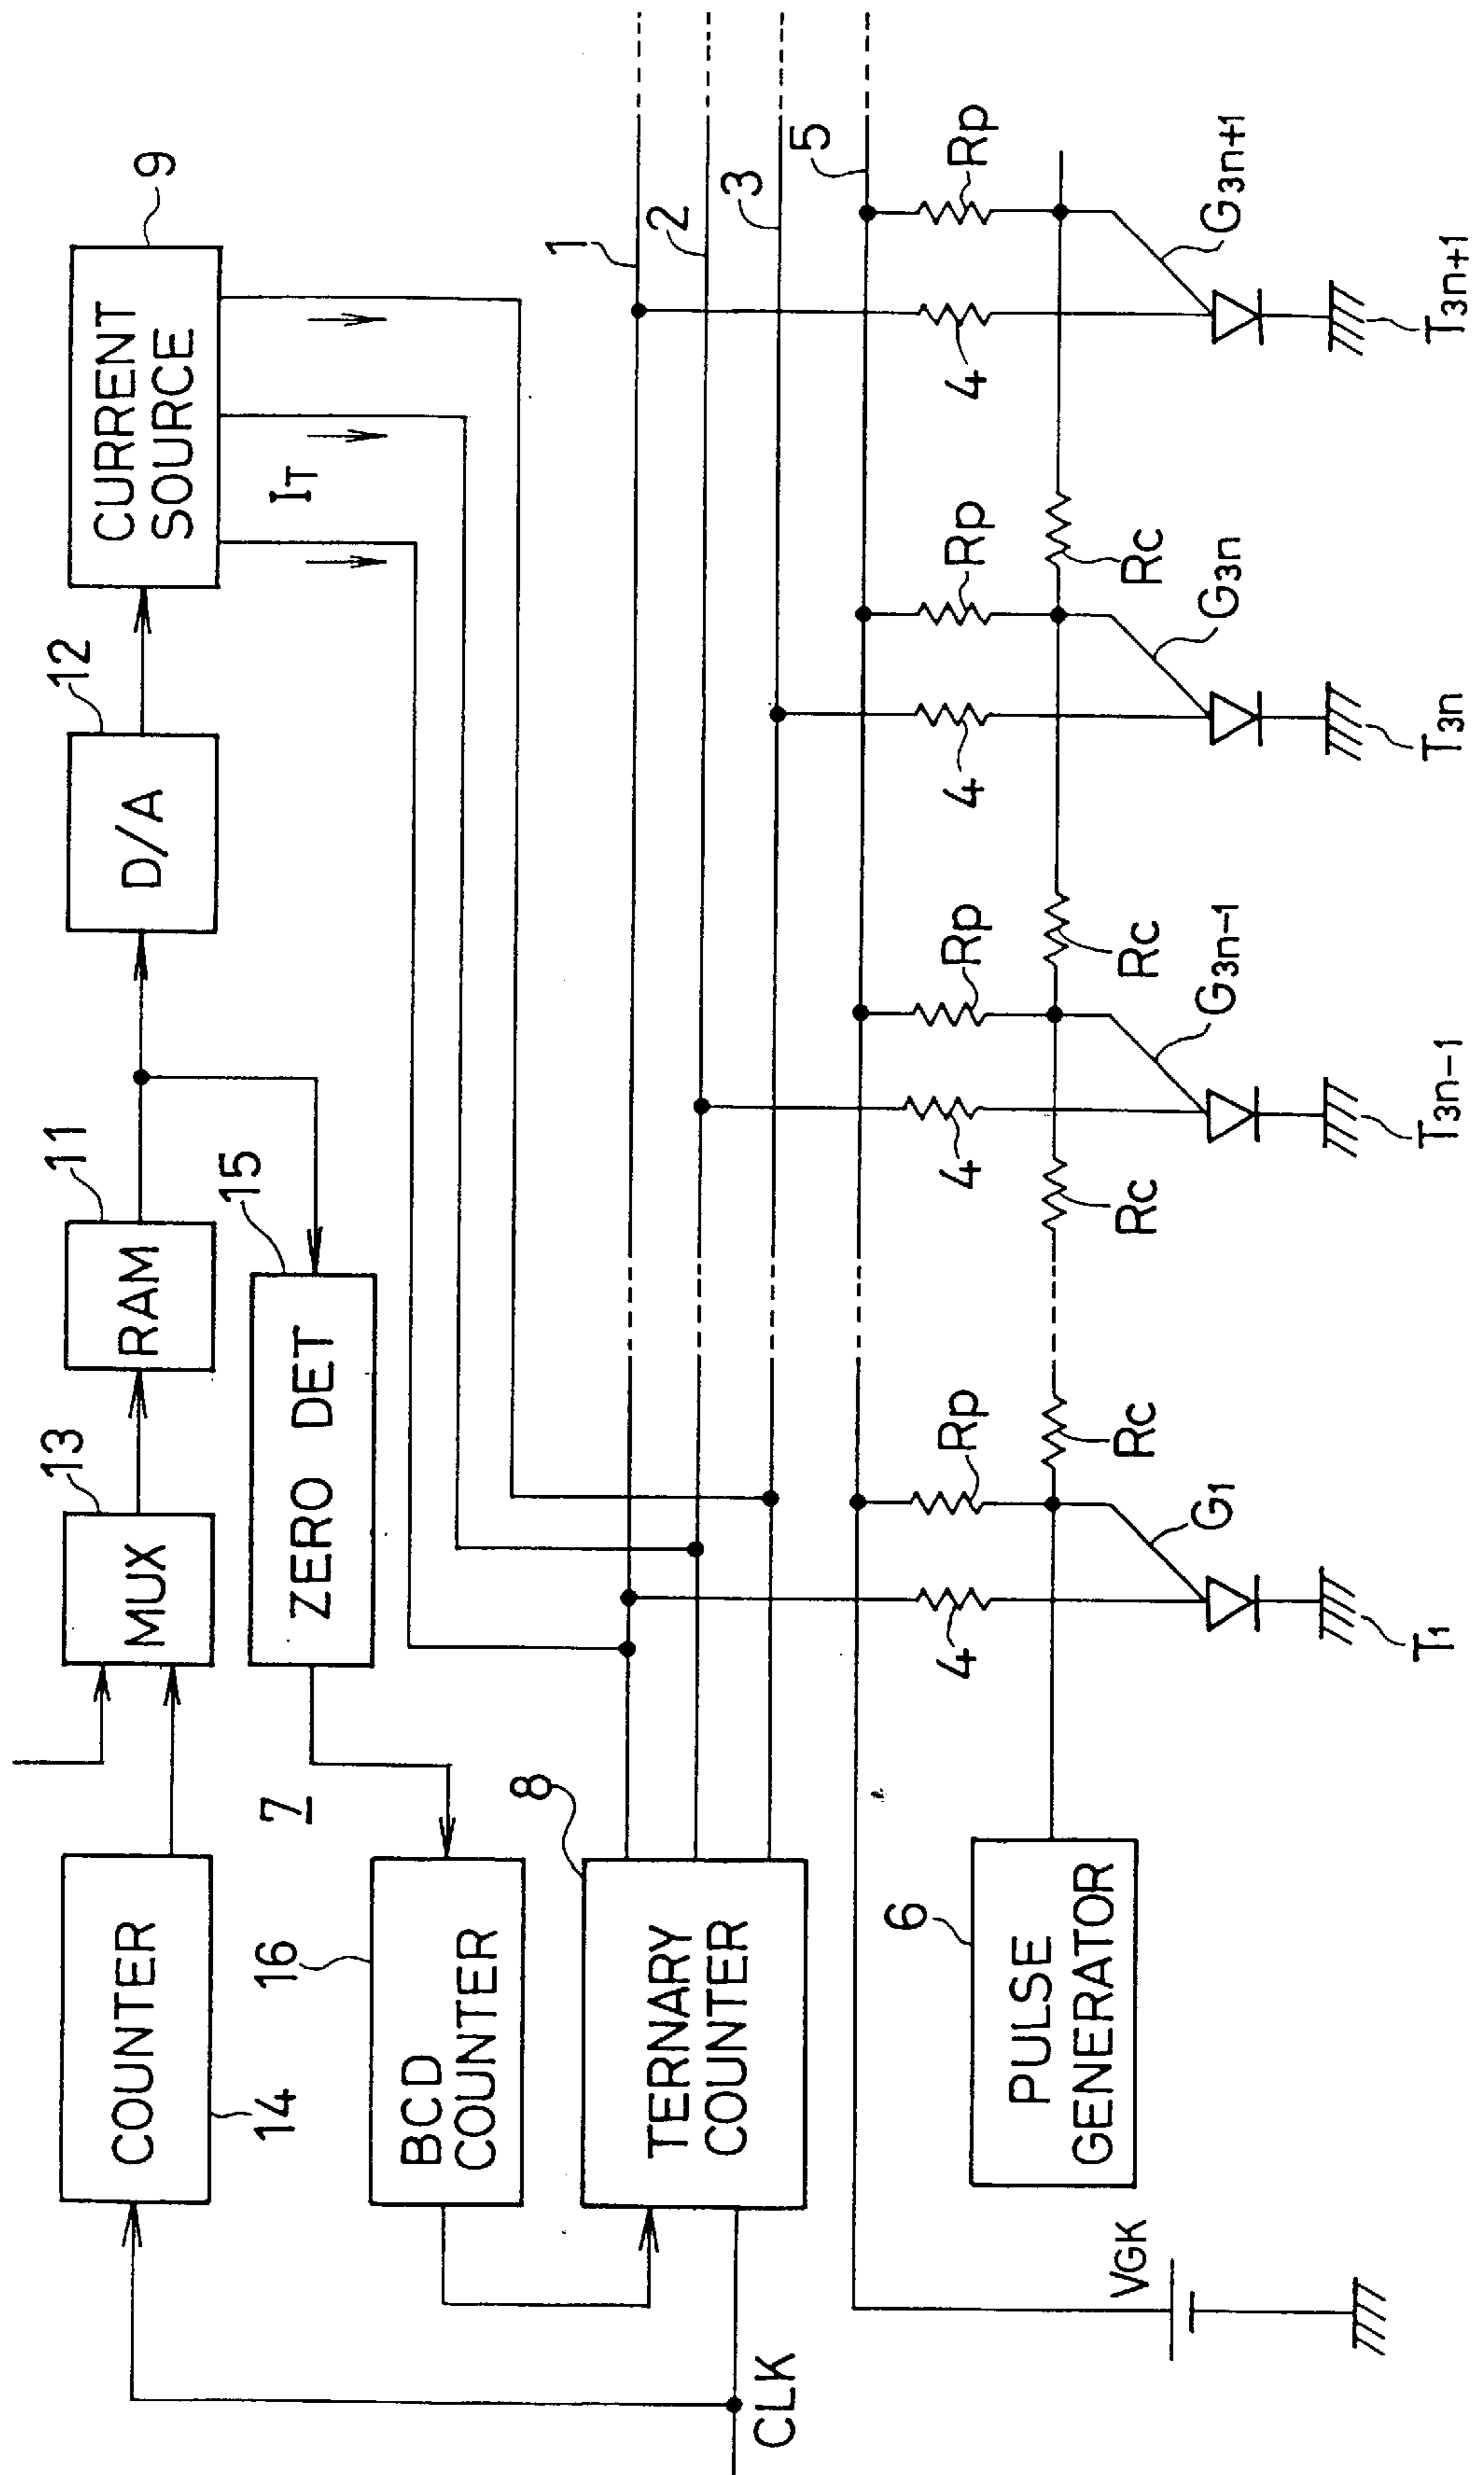 COUNTER
14
13
MUX
11
RAM
12
D/A
9
CURRENT
SOURCE
IT
7
15
ZERO DET
16
BCD
COUNTER
8
TERNARY
COUNTER
CLK
1
2
3
5
Rp
Rp
Rp
Rp
4
4
4
4
6
PULSE
GENERATOR
Rc
Rc
Rc
Rc
VGK
G1
G3n-1
G3n
G3n+1
T1
T3n-1
T3n
T3n+1